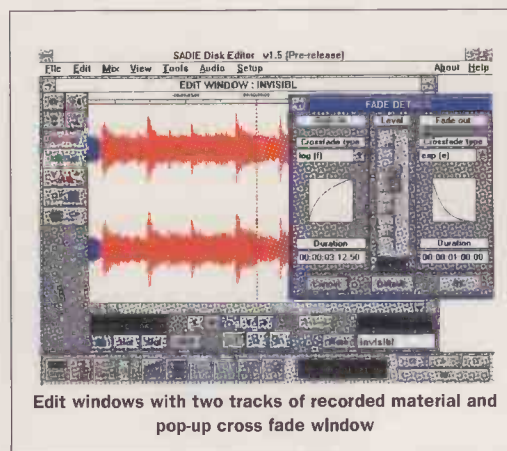 SADIE Disk Editor v1.5 (Pre-release)
File Edit Mix View Tools Audio Setup About Help
EDIT WINDOW : INVISIBL
FADE DET
Level Fade out
Crossfade type Crossfade type
log (f) exp (e)
Duration Duration
00:00:03:12.50 00:00:01:00.00
Cancel Default
invisibl
Edit windows with two tracks of recorded material and
pop-up cross fade window